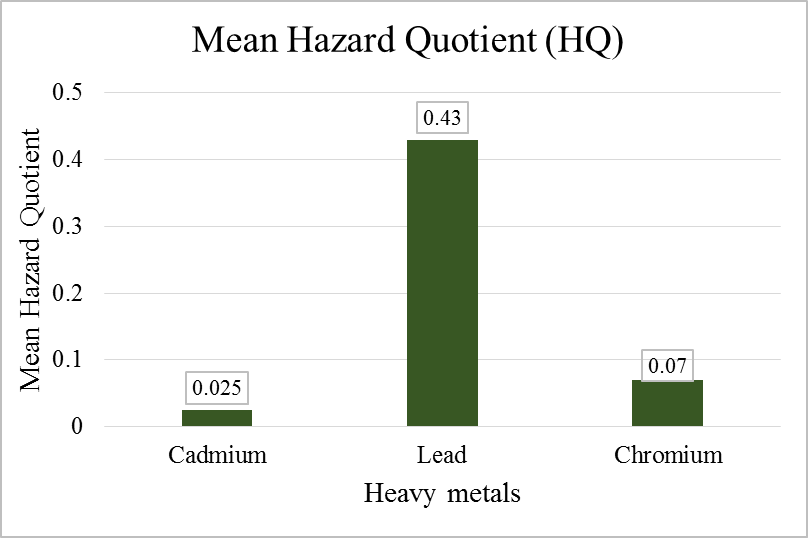 Mean Hazard Quotient (HQ)
Mean Hazard Quotient
0.5
0.4
0.3
0.2
0.1
0
0.025
0.43
0.07
Cadmium
Lead
Chromium
Heavy metals